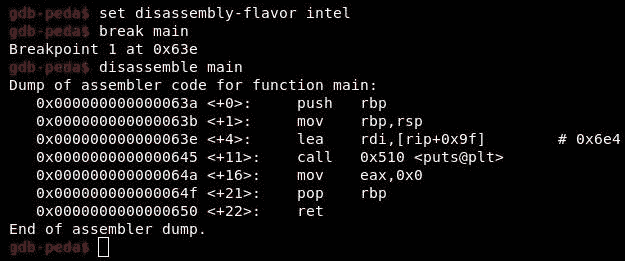 gdb-peda$ set disassembly-flavor intel
gdb-peda$ break main
Breakpoint 1 at 0x63e
gdb-peda$ disassemble main
Dump of assembler code for function main:
   0x000000000000063a <+0>:     push   rbp
   0x000000000000063b <+1>:     mov    rbp,rsp
   0x000000000000063e <+4>:     lea    rdi,[rip+0x9f]        # 0x6e4
   0x0000000000000645 <+11>:    call   0x510 <puts@plt>
   0x000000000000064a <+16>:    mov    eax,0x0
   0x000000000000064f <+21>:    pop    rbp
   0x0000000000000650 <+22>:    ret
End of assembler dump.
gdb-peda$